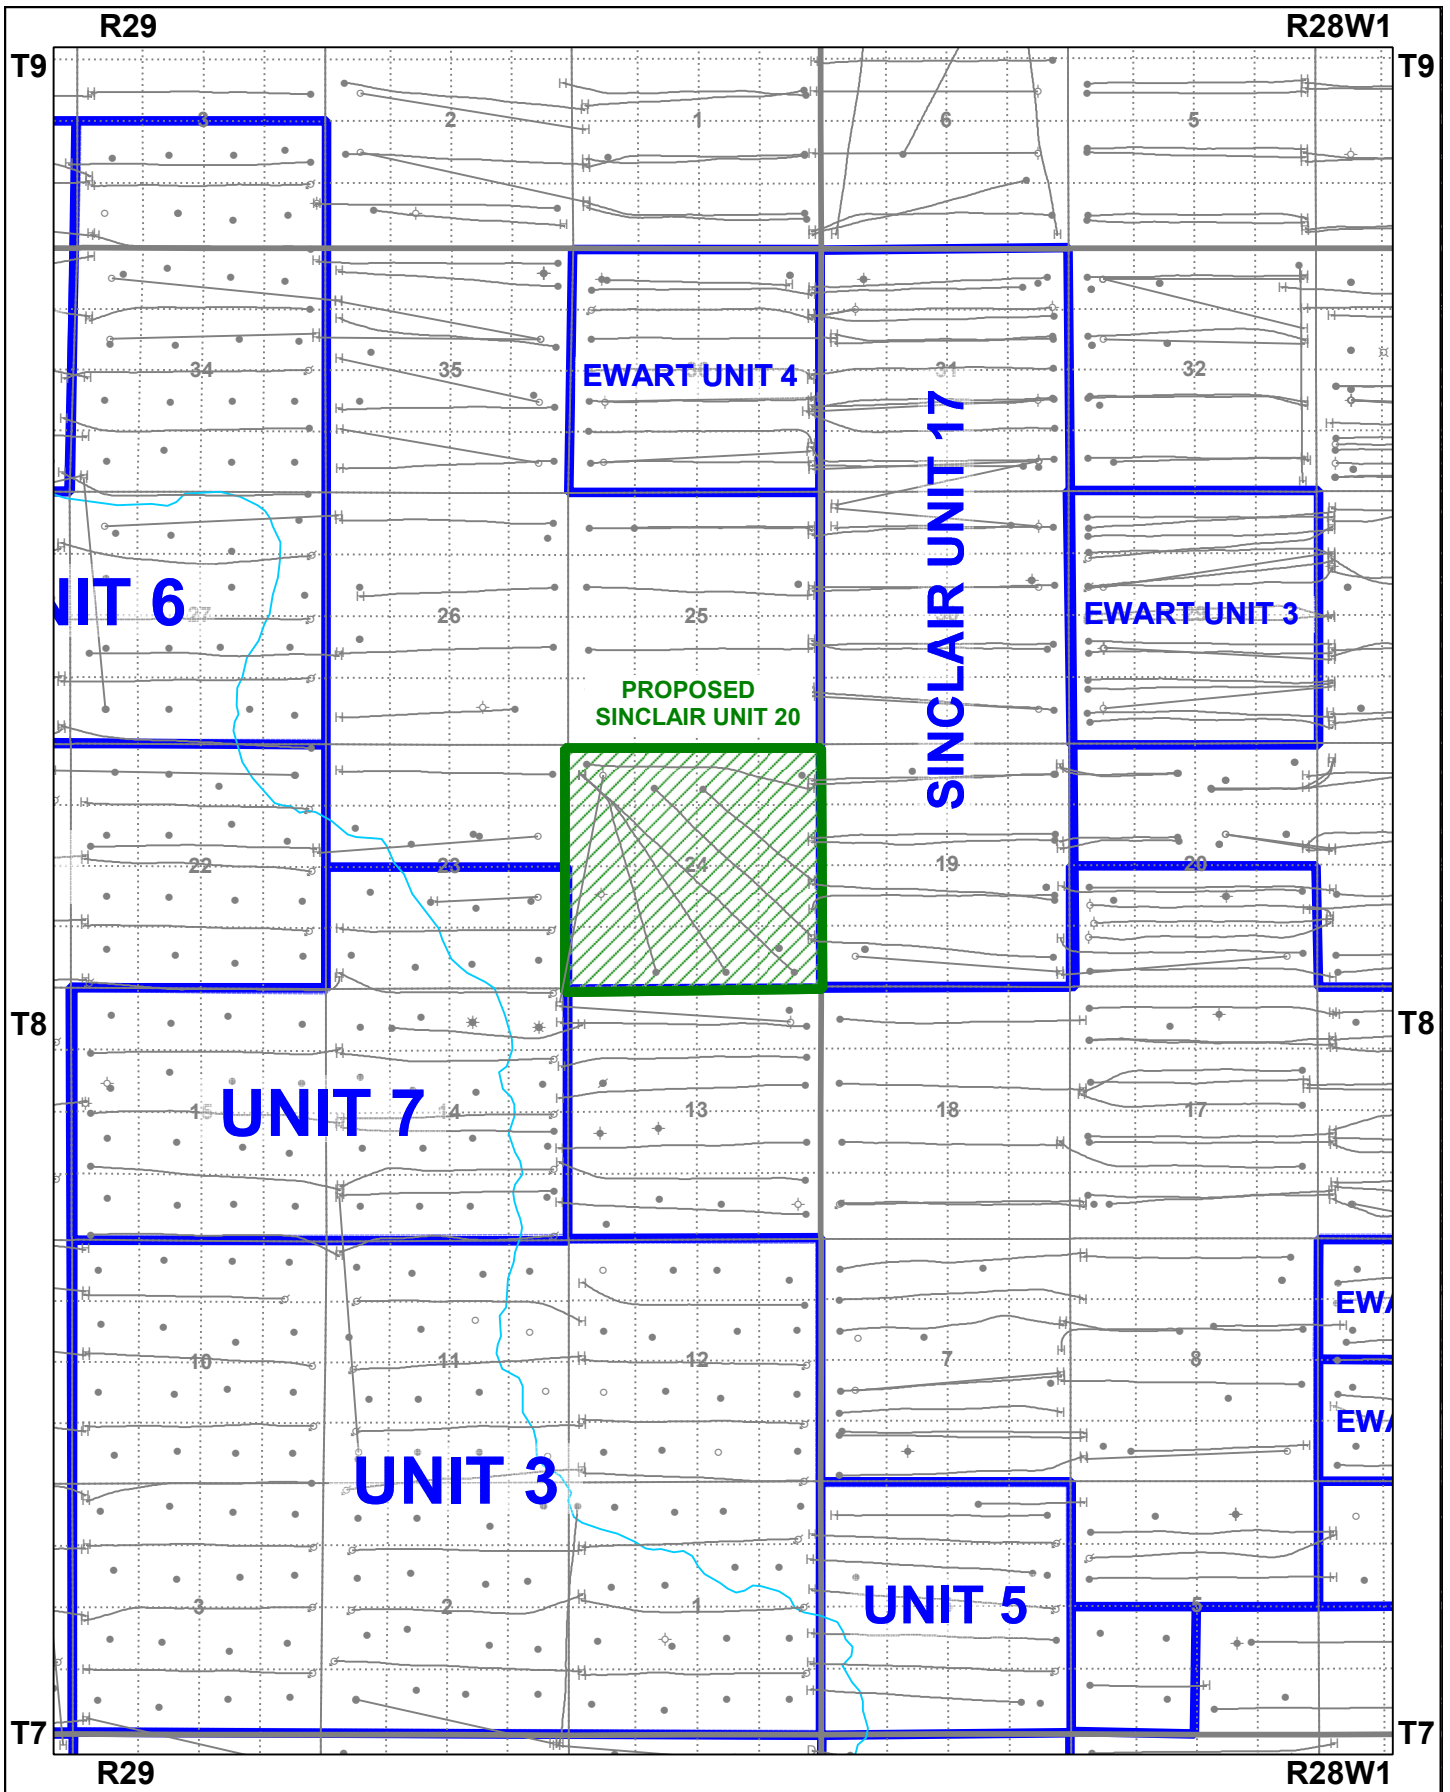 R29 R28W1
T9 T9
3 2 1 6 5
34 35 31 32
EWART UNIT 4
SINCLAIR UNIT 17
NIT 6
27 26 25
EWART UNIT 3
PROPOSED
SINCLAIR UNIT 20
22 23 24 19 20
T8 T8
15 14 13 18 17
UNIT 7
EWA
10 11 12 7 8
EWA
UNIT 3
3 2 1 5
UNIT 5
T7 T7
R29 R28W1